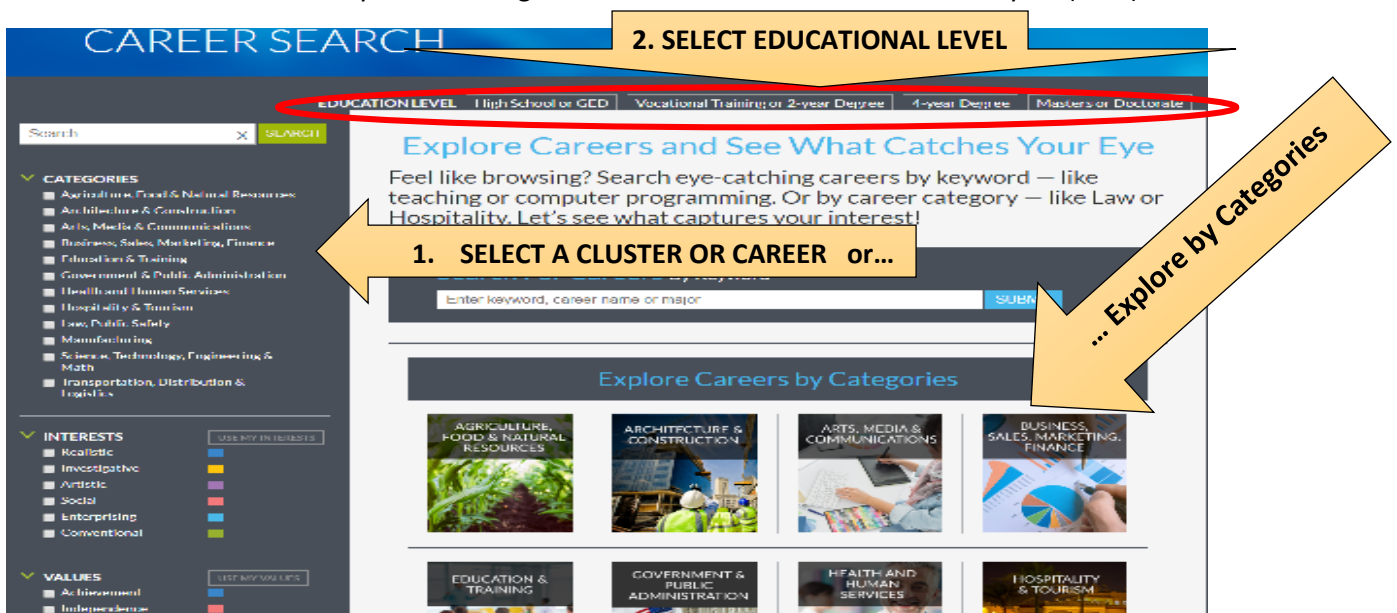 CAREER SEARCH
2. SELECT EDUCATIONAL LEVEL
EDUCATION LEVEL High School or GED Vocational Training or 2-year Degree 4-year Degree Masters or Doctorate
Search X SEARCH
CATEGORIES
Agriculture, Food & Natural Resources
Architecture & Construction
Arts, Media & Communications
Business, Sales, Marketing, Finance
Education & Training
Government & Public Administration
Health and Human Services
Hospitality & Tourism
Law, Public Safety
Manufacturing
Science, Technology, Engineering &
Math
Transportation, Distribution &
Logistics
INTERESTS USE MY INTERESTS
Realistic
Investigative
Artistic
Social
Enterprising
Conventional
VALUES USE MY VALUES
Achievement
Independence
Explore Careers and See What Catches Your Eye
Feel like browsing? Search eye-catching careers by keyword — like
teaching or computer programming. Or by career category — like Law or
Hospitality. Let's see what captures your interest!
1. SELECT A CLUSTER OR CAREER or...
... Explore by Categories
by Keyword
Enter keyword, career name or major
Explore Careers by Categories
AGRICULTURE,
FOOD & NATURAL
RESOURCES
ARCHITECTURE &
CONSTRUCTION
ARTS, MEDIA &
COMMUNICATIONS
BUSINESS,
SALES, MARKETING,
FINANCE
EDUCATION &
TRAINING
GOVERNMENT &
PUBLIC
ADMINISTRATION
HEALTH AND
HUMAN
SERVICES
HOSPITALITY
& TOURISM